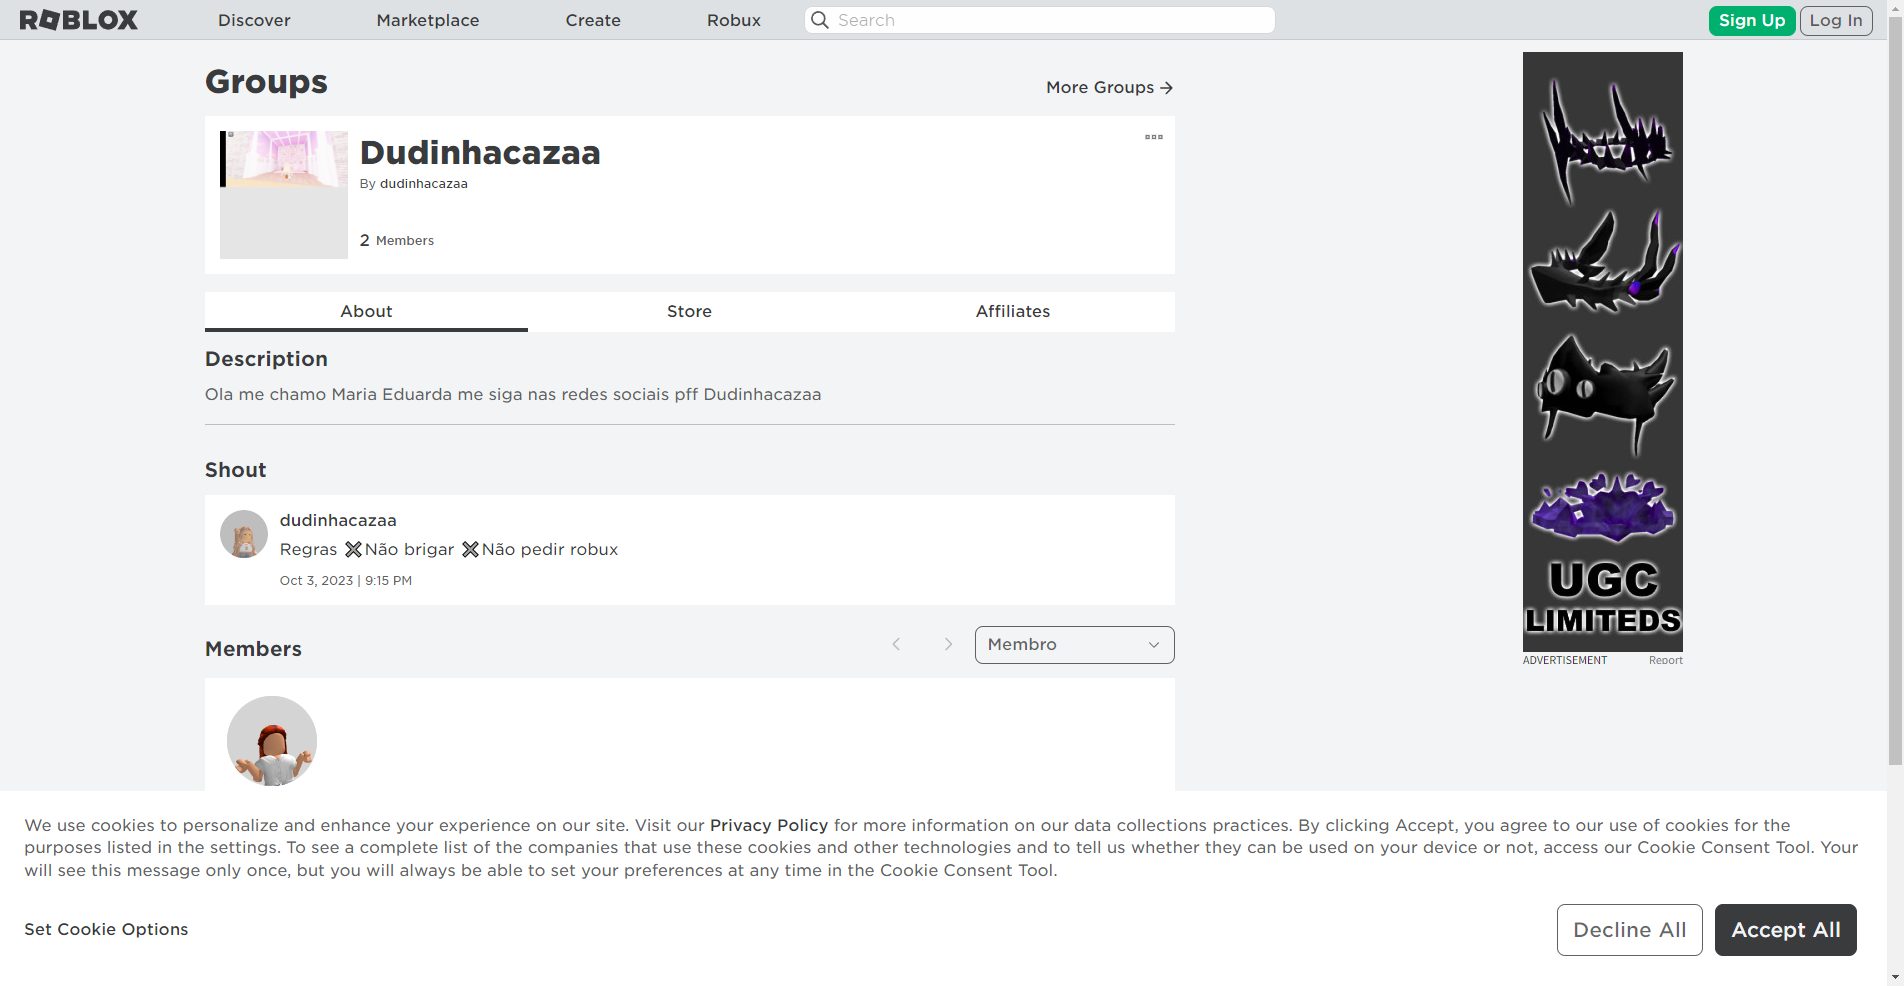 ROBLOX Discover Marketplace Create Robux Search Sign Up Log In
Groups
More Groups →
Dudinhacazaa
By dudinhacazaa
2 Members
About Store Affiliates
Description
Ola me chamo Maria Eduarda me siga nas redes sociais pff Dudinhacazaa
Shout
dudinhacazaa
Regras ✖Não brigar ✖Não pedir robux
Oct 3, 2023 | 9:15 PM
Members
Membro
UGC
LIMITEDS
ADVERTISEMENT Report
We use cookies to personalize and enhance your experience on our site. Visit our Privacy Policy for more information on our data collections practices. By clicking Accept, you agree to our use of cookies for the
purposes listed in the settings. To see a complete list of the companies that use these cookies and other technologies and to tell us whether they can be used on your device or not, access our Cookie Consent Tool. Your
will see this message only once, but you will always be able to set your preferences at any time in the Cookie Consent Tool.
Set Cookie Options
Decline All Accept All